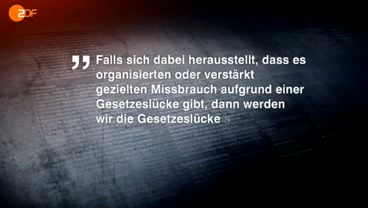 ZDF
„Falls sich dabei herausstellt, dass es
organisierten oder verstärkt
gezielten Missbrauch aufgrund einer
Gesetzeslücke gibt, dann werden
wir die Gesetzeslücke s